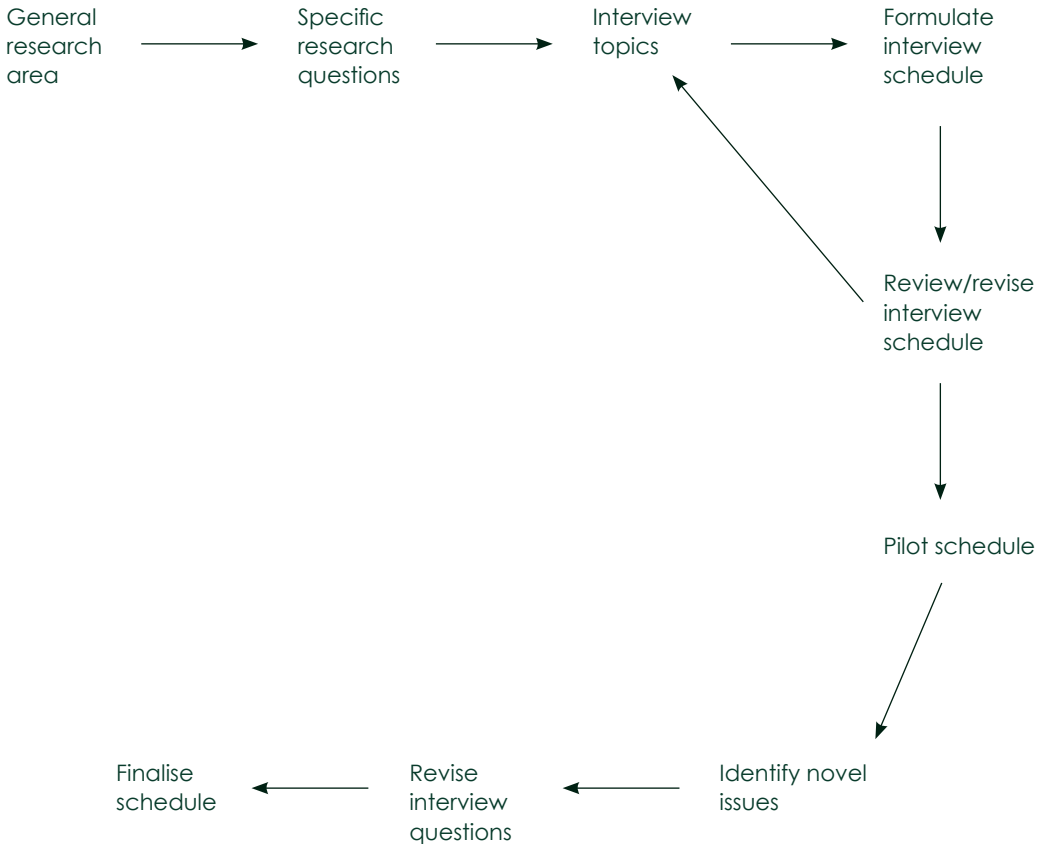 General
research
area
Specific
research
questions
Interview
topics
Formulate
interview
schedule
Review/revise
interview
schedule
Pilot schedule
Identify novel
issues
Revise
interview
questions
Finalise
schedule